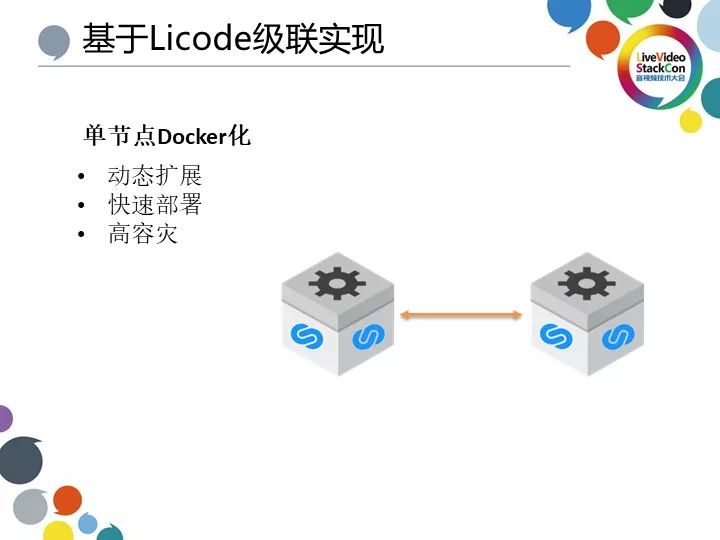 基于Licode级联实现
LiveVideo
StackCon
音视频技术大会
单节点Docker化
• 动态扩展
• 快速部署
• 高容灾